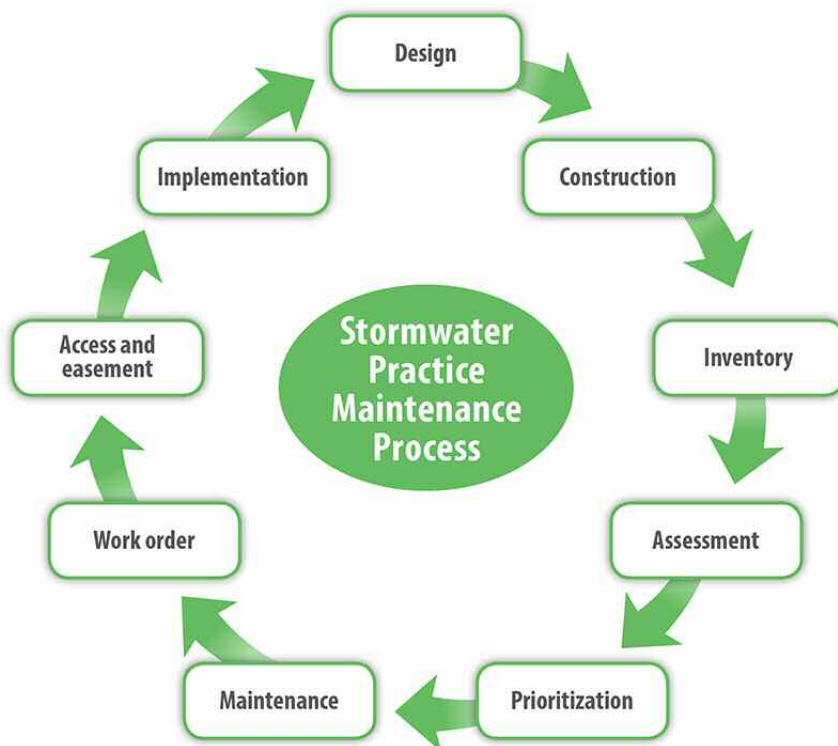 Design
Construction
Inventory
Assessment
Prioritization
Maintenance
Work order
Access and
easement
Implementation
Stormwater
Practice
Maintenance
Process